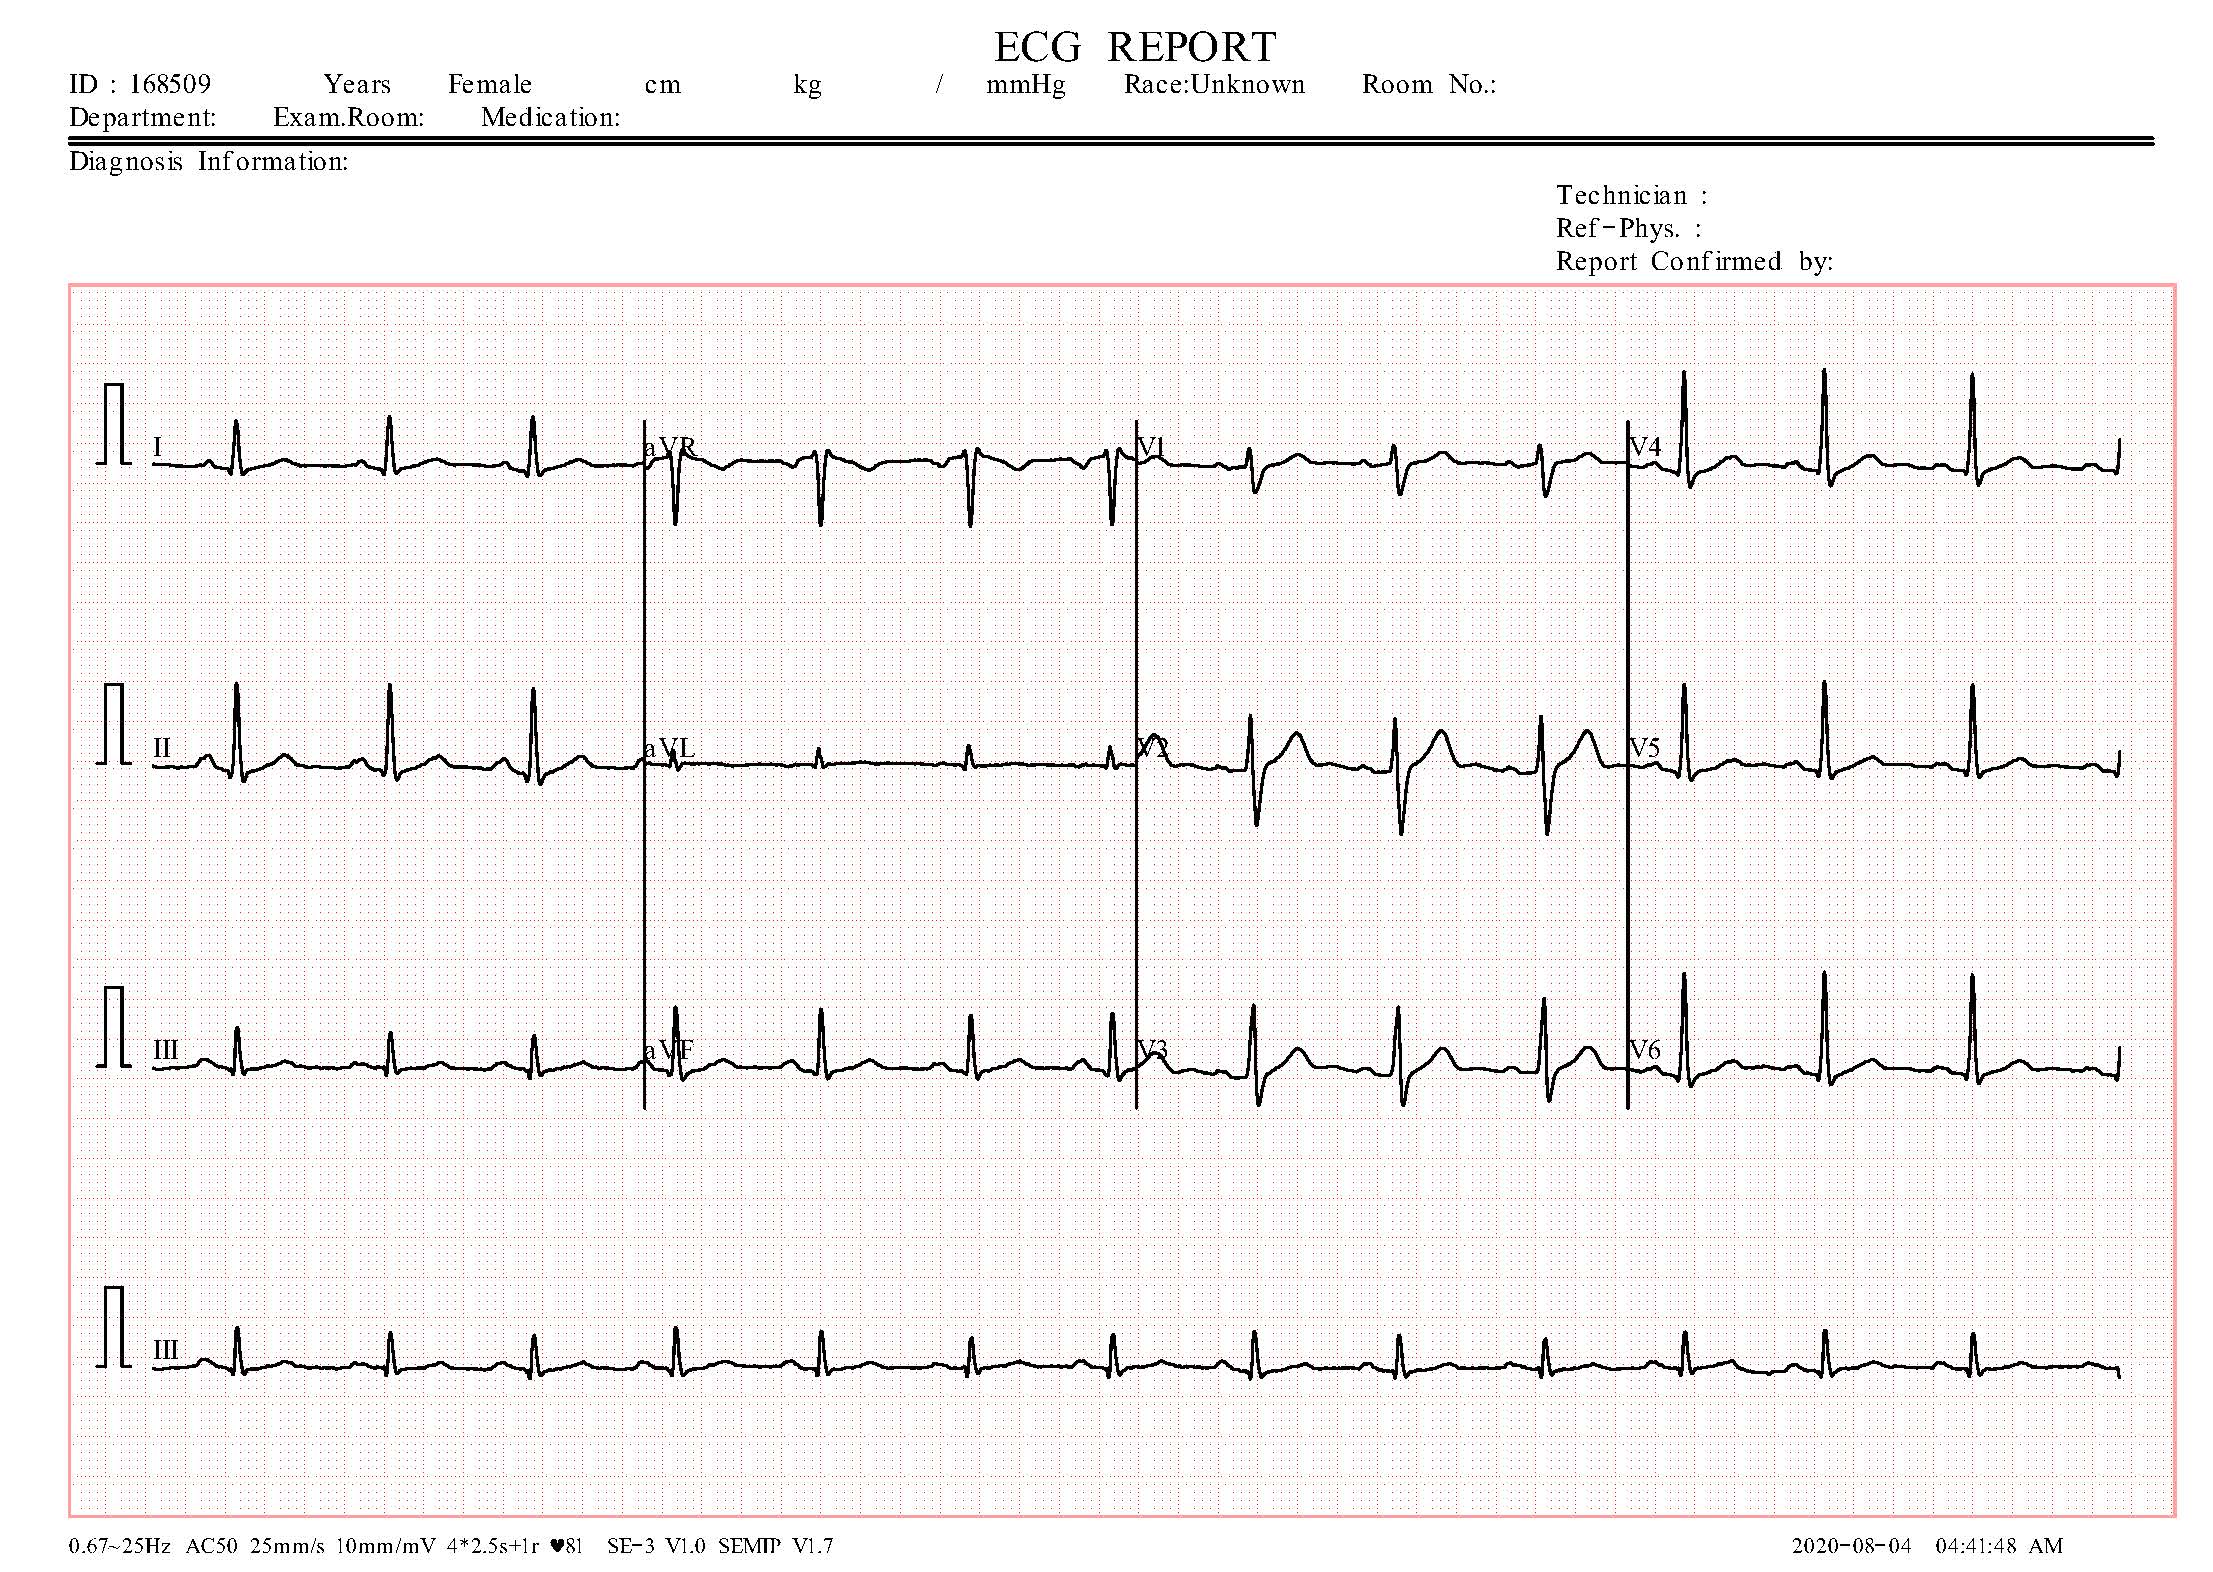 ECG REPORT
ID : 168509 Years Female cm kg / mmHg Race:Unknown Room No.:
Department: Exam.Room: Medication:
Diagnosis Information:
Technician :
Ref-Phys. :
Report Confirmed by:
I aVR V1 V4
II aVL V2 V5
III aVF V3 V6
III
0.67~25Hz AC50 25mm/s 10mm/mV 4*2.5s+1r ♥81 SE-3 V1.0 SEMIP V1.7 2020-08-04 04:41:48 AM